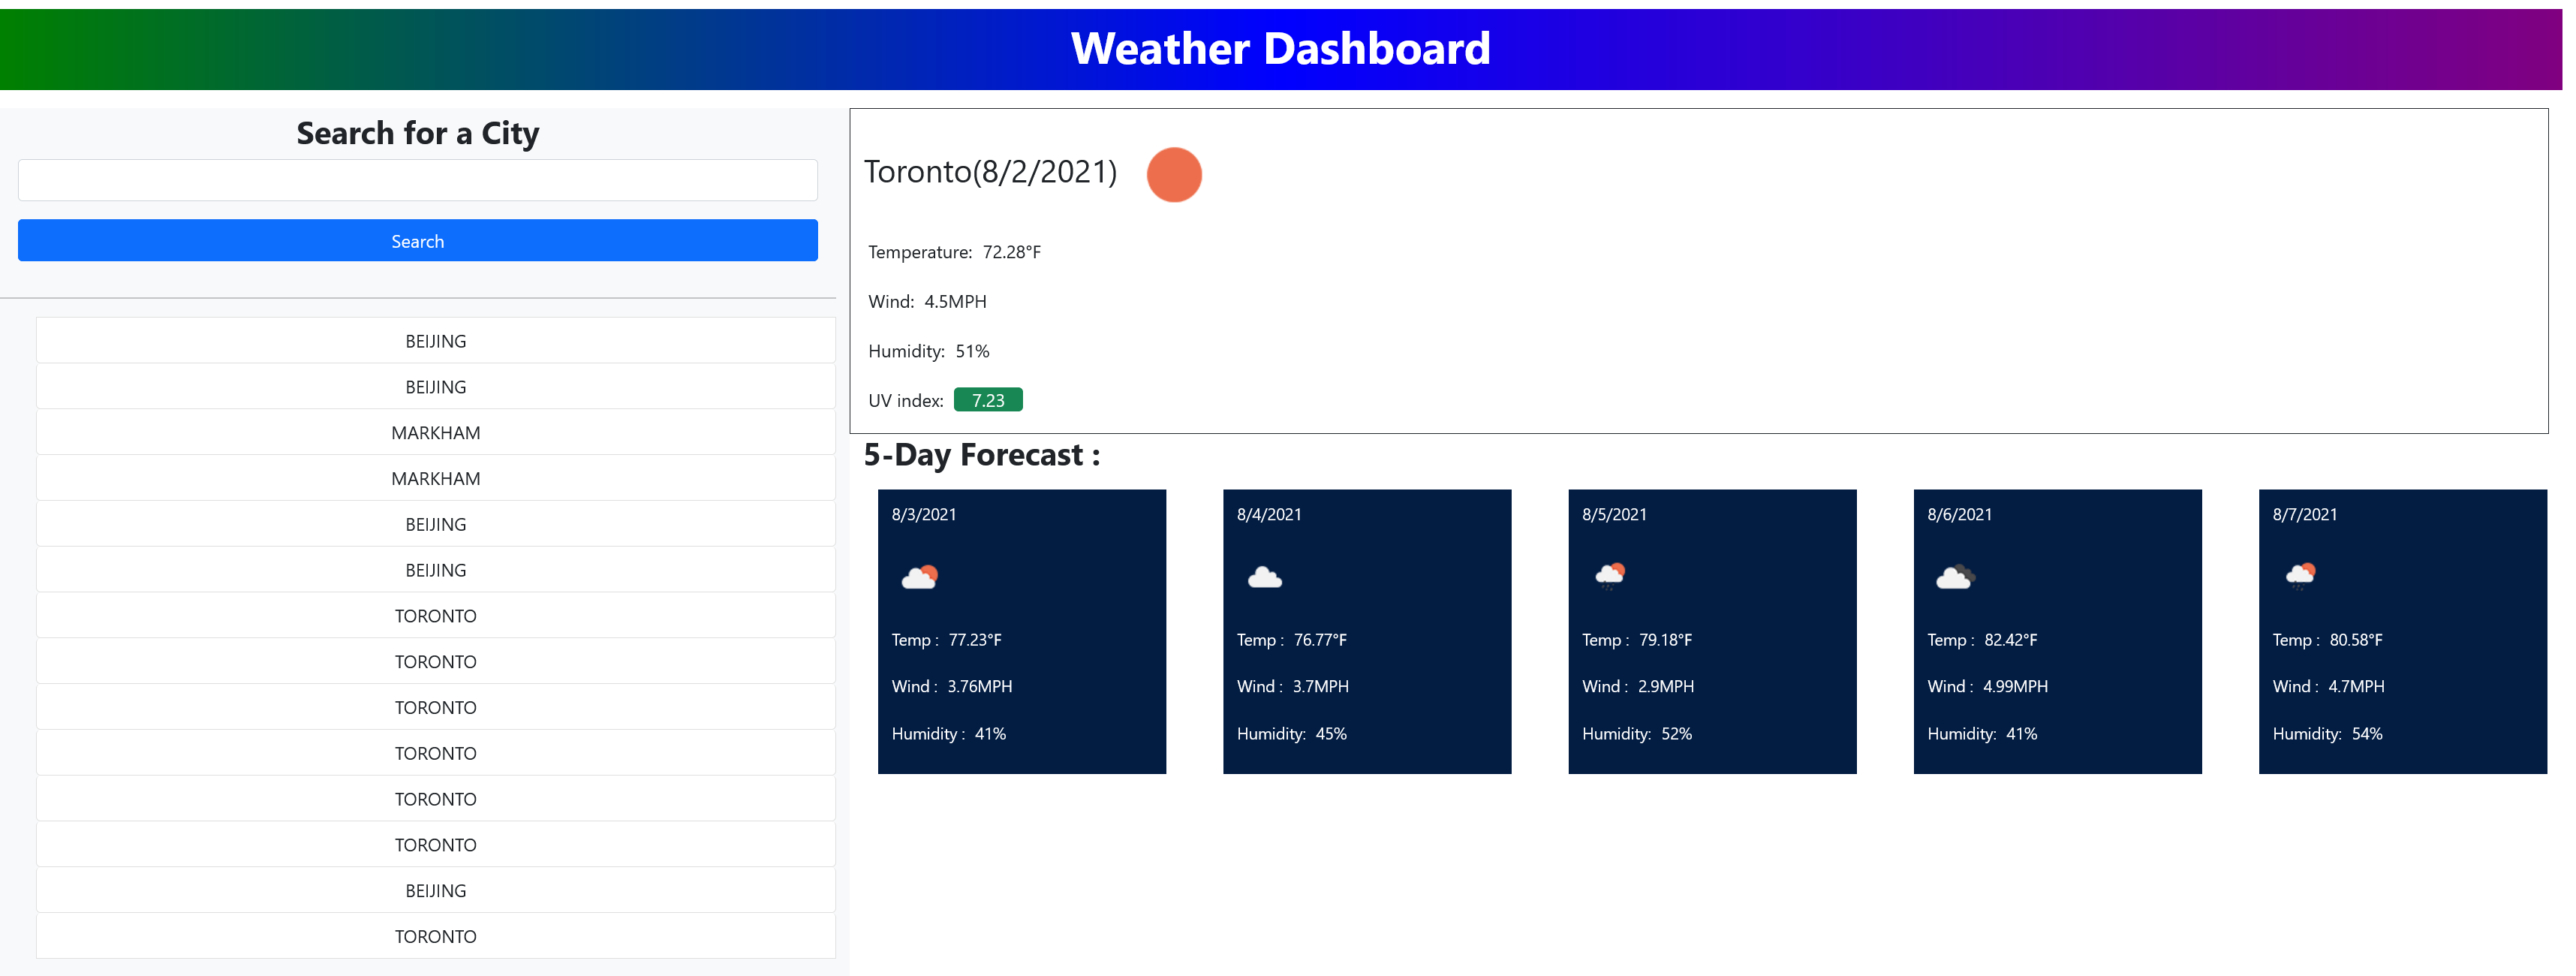 Weather Dashboard
Search for a City
Search
BEIJING
BEIJING
MARKHAM
MARKHAM
BEIJING
BEIJING
TORONTO
TORONTO
TORONTO
TORONTO
TORONTO
TORONTO
BEIJING
TORONTO
Toronto(8/2/2021)
Temperature: 72.28°F
Wind: 4.5MPH
Humidity: 51%
UV index: 7.23
5-Day Forecast :
8/3/2021
Temp : 77.23°F
Wind : 3.76MPH
Humidity : 41%
8/4/2021
Temp : 76.77°F
Wind : 3.7MPH
Humidity: 45%
8/5/2021
Temp : 79.18°F
Wind : 2.9MPH
Humidity: 52%
8/6/2021
Temp : 82.42°F
Wind : 4.99MPH
Humidity: 41%
8/7/2021
Temp : 80.58°F
Wind : 4.7MPH
Humidity: 54%